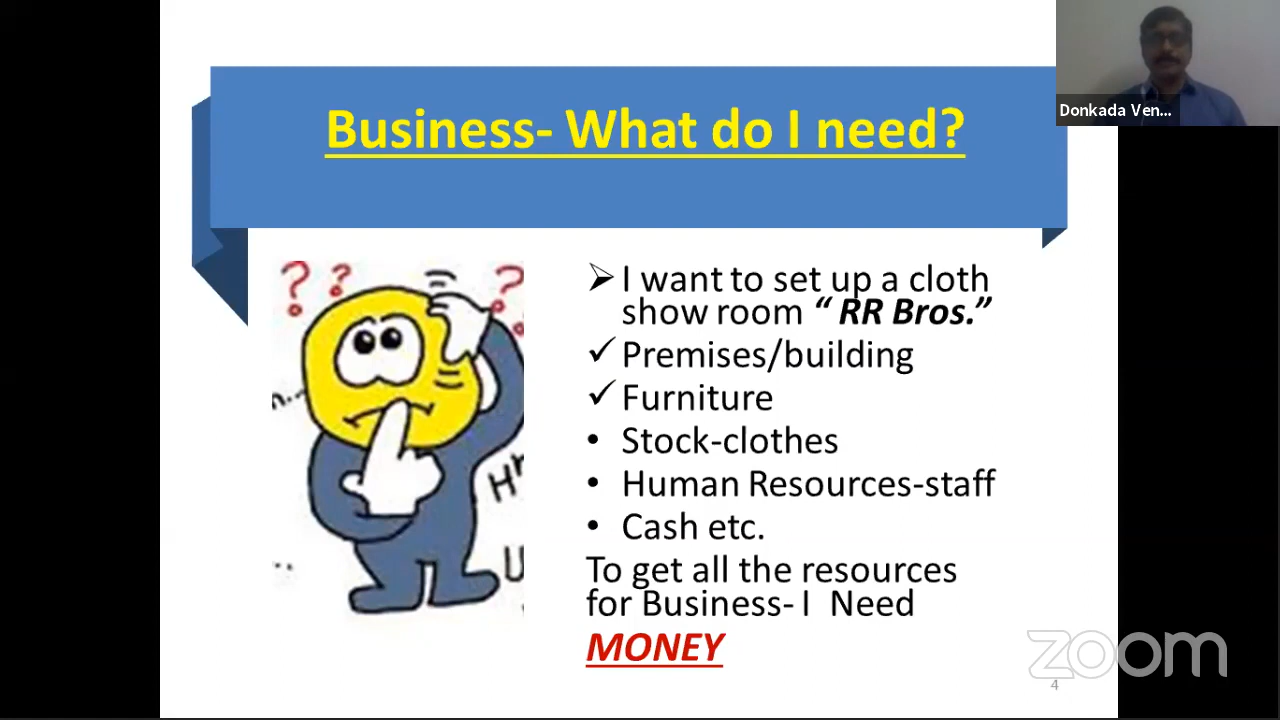 Business- What do I need?
Donkada Ven...
➢ I want to set up a cloth
show room “ RR Bros.”
✓ Premises/building
✓ Furniture
• Stock-clothes
• Human Resources-staff
• Cash etc.
To get all the resources
for Business- I Need
MONEY
zoom
4